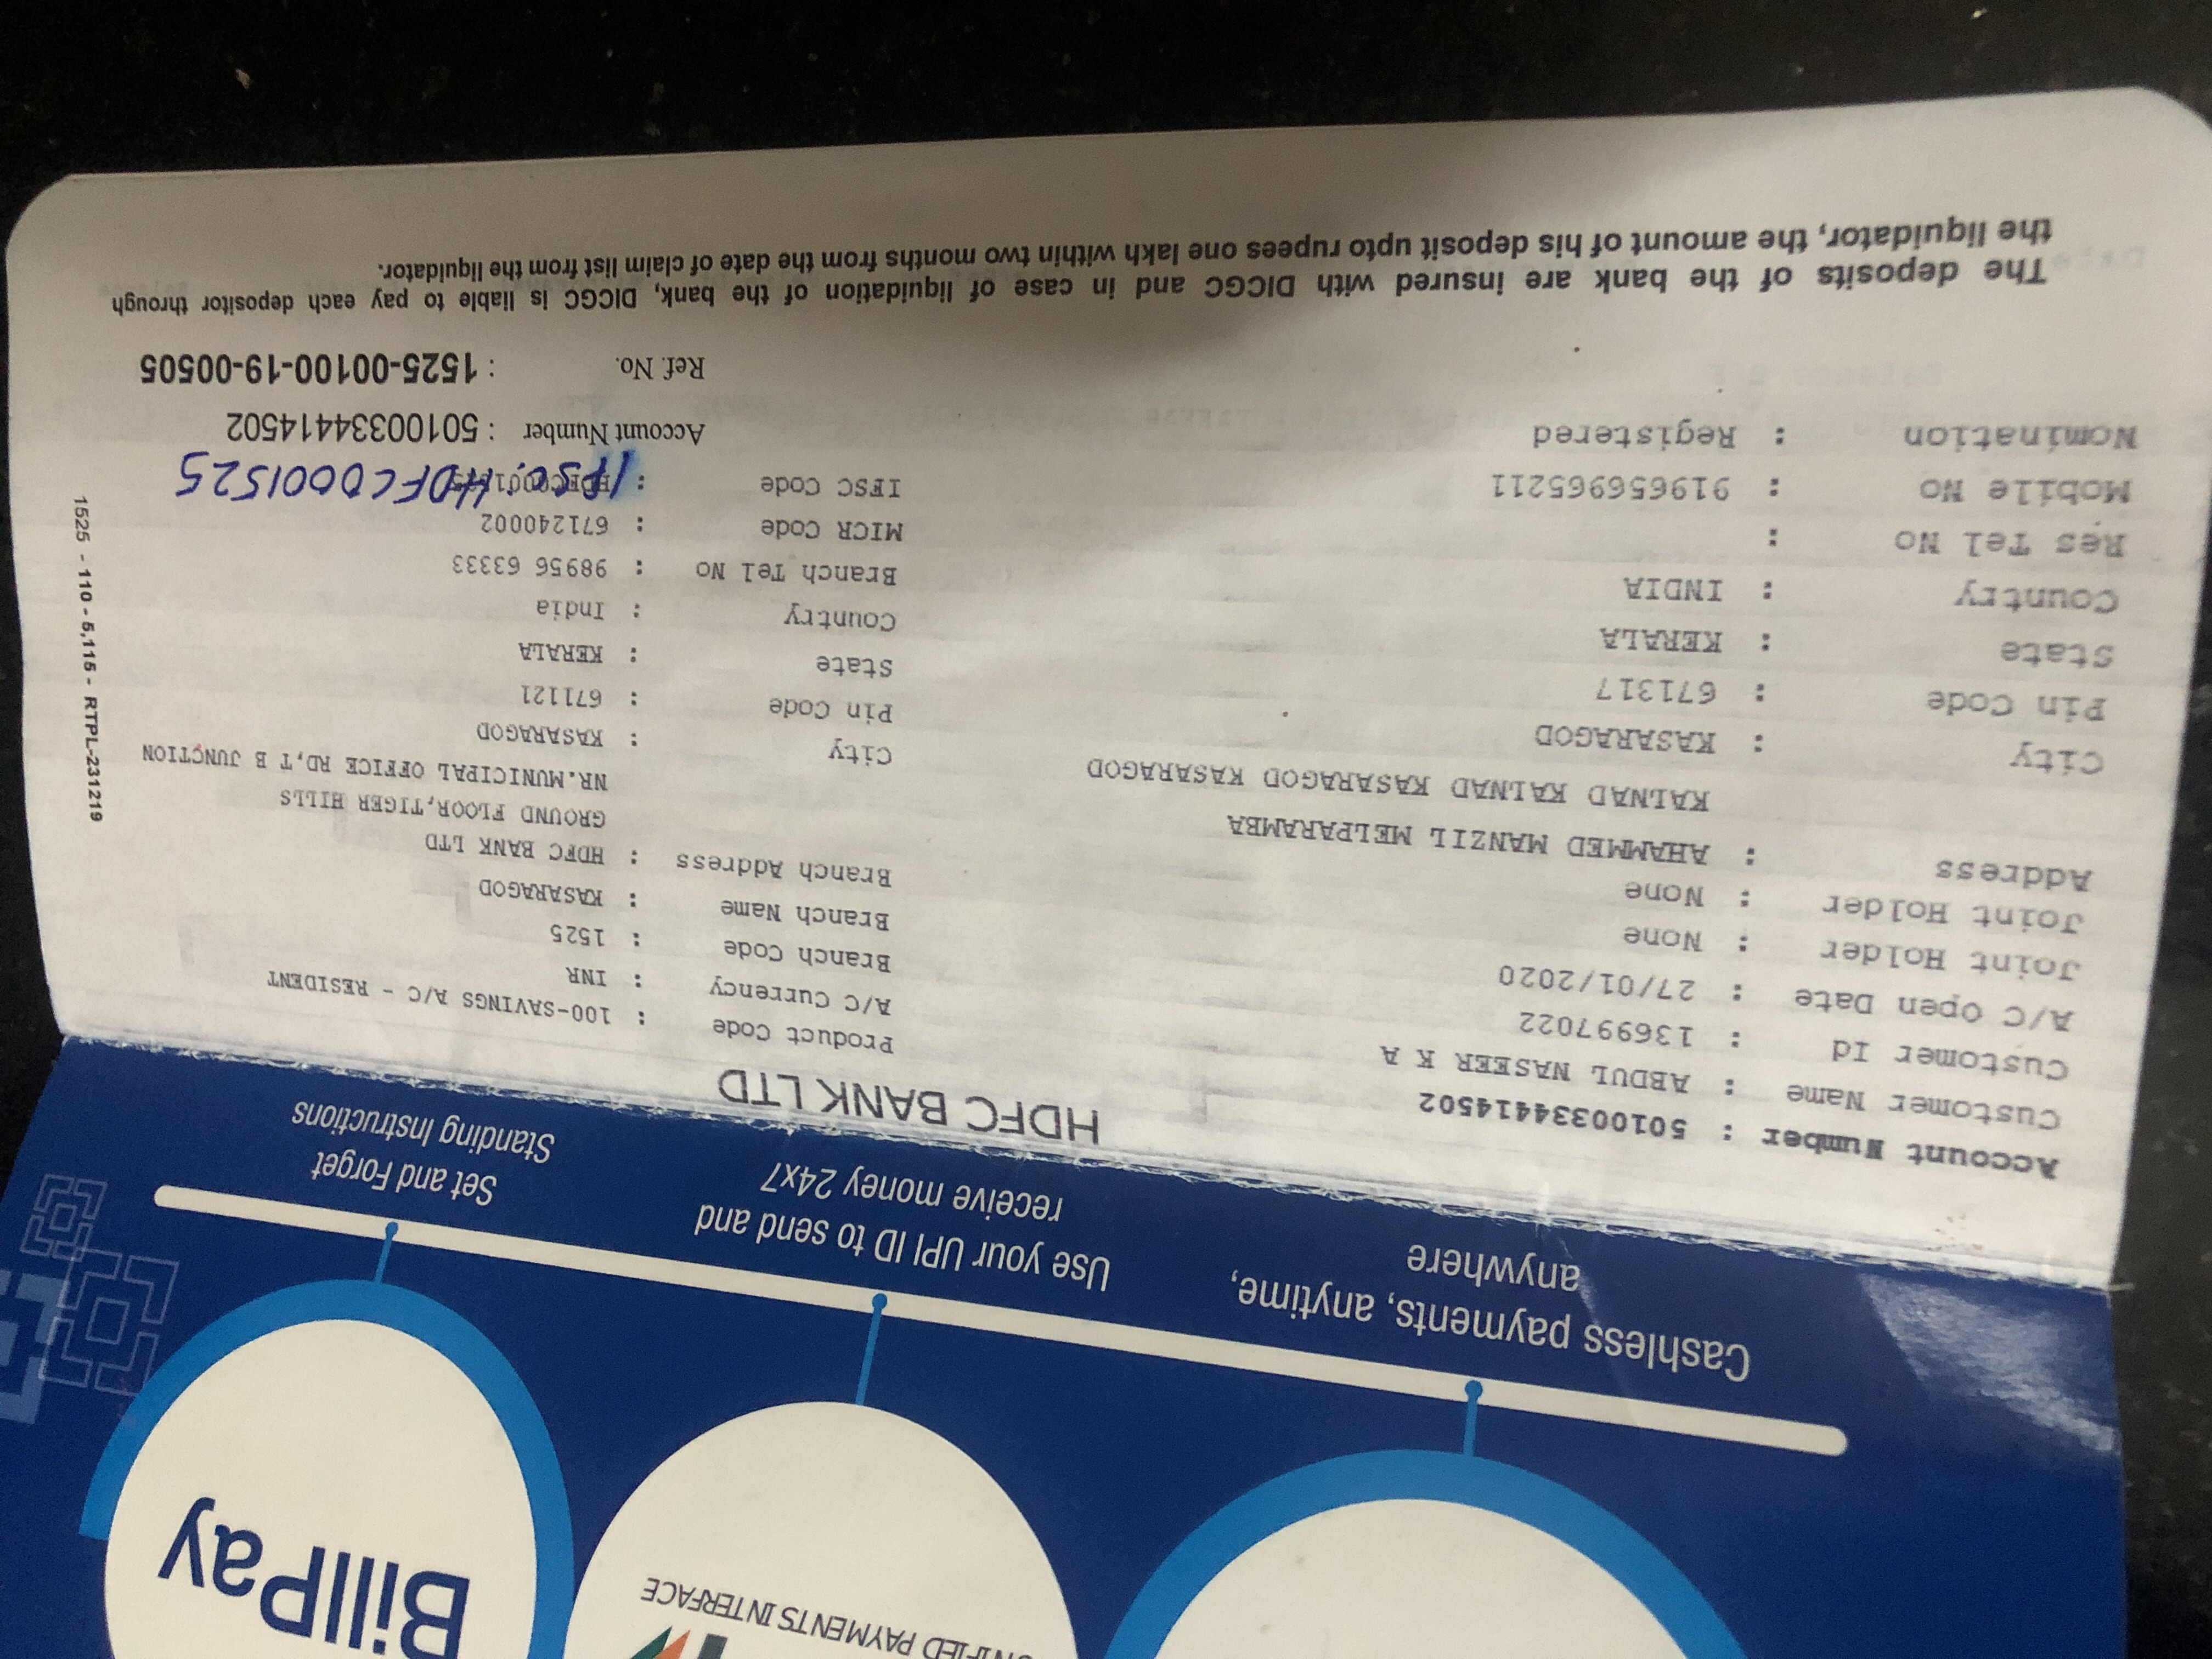 BillPay
UNIFIED PAYMENTS INTERFACE
Cashless payments, anytime,
anywhere
Use your UPI ID to send and
receive money 24x7
Set and Forget
Standing Instructions
HDFC BANK LTD
1525 - 110 - 5,115 - RTPL-231219
Account Number : 50100334414502
Customer Name : ABDUL NASEER K A
Customer Id : 136997022
A/C Open Date : 27/01/2020
Joint Holder : None
Joint Holder : None
Address : AHAMMED MANZIL MELPARAMBA
KALNAD KALNAD KASARAGOD KASARAGOD
City : KASARAGOD
Pin Code : 671317
State : KERALA
Country : INDIA
Res Tel No :
Mobile No : 919656965211
Nomination : Registered
Product Code : 100-SAVINGS A/C - RESIDENT
A/C Currency : INR
Branch Code : 1525
Branch Name : KASARAGOD
Branch Address : HDFC BANK LTD
GROUND FLOOR,TIGER HILLS
NR.MUNICIPAL OFFICE RD,T B JUNCTION
City : KASARAGOD
Pin Code : 671121
State : KERALA
Country : India
Branch Tel No : 98956 63333
MICR Code : 671240002
IFSC Code : HDFC0001525
Account Number : 50100334414502
Ref. No. : 1525-00100-19-00505
The deposits of the bank are insured with DICGC and in case of liquidation of the bank, DICGC is liable to pay each depositor through
the liquidator, the amount of his deposit upto rupees one lakh within two months from the date of claim list from the liquidator.